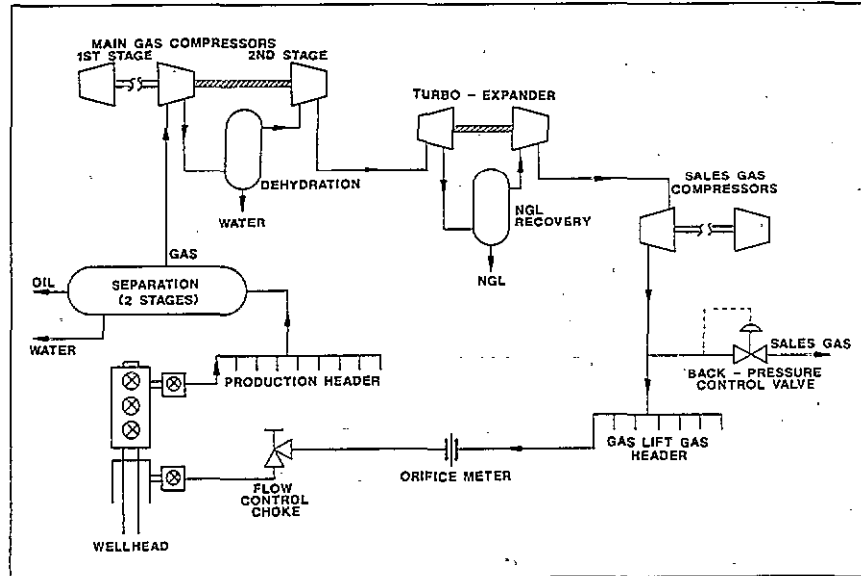 MAIN GAS COMPRESSORS
1ST STAGE
2ND STAGE
TURBO - EXPANDER
DEHYDRATION
WATER
SALES GAS
COMPRESSORS
NGL
RECOVERY
NGL
GAS
OIL
SEPARATION
(2 STAGES)
WATER
PRODUCTION HEADER
SALES GAS
BACK - PRESSURE
CONTROL VALVE
GAS LIFT GAS
HEADER
ORIFICE METER
FLOW
CONTROL
CHOKE
WELLHEAD